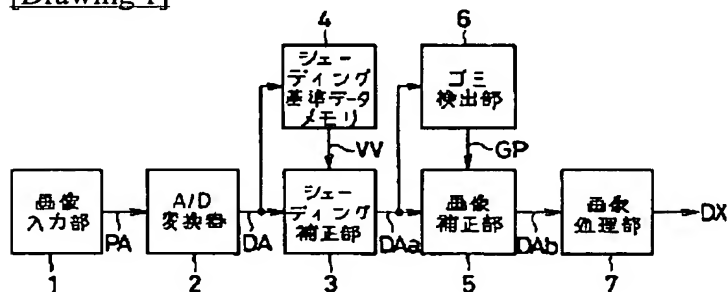 [Drawing 1]
4
6
シェー
ディング
基準データ
メモリ
ゴミ
検出部
VV
GP
画像
入力部
PA
A/D
変換器
DA
シェー
ディング
補正部
DAa
画像
補正部
DAb
画像
処理部
DX
1
2
3
5
7